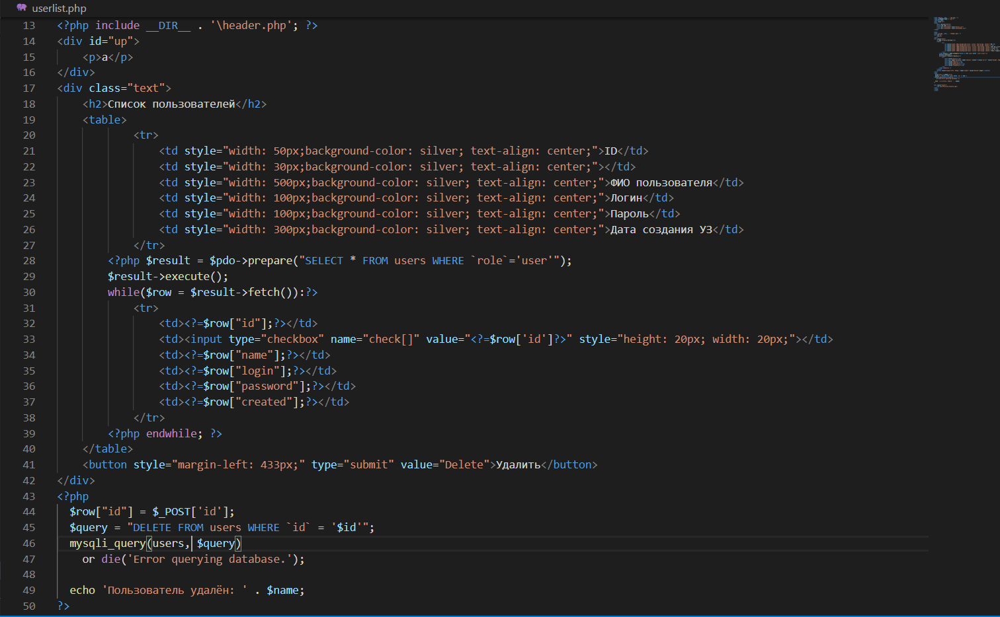 userlist.php
13 <?php include __DIR__ . '\header.php'; ?>
14 <div id="up">
15 <p>a</p>
16 </div>
17 <div class="text">
18 <h2>Список пользователей</h2>
19 <table>
20 <tr>
21 <td style="width: 50px;background-color: silver; text-align: center;">ID</td>
22 <td style="width: 30px;background-color: silver; text-align: center;"></td>
23 <td style="width: 500px;background-color: silver; text-align: center;">ФИО пользователя</td>
24 <td style="width: 100px;background-color: silver; text-align: center;">Логин</td>
25 <td style="width: 100px;background-color: silver; text-align: center;">Пароль</td>
26 <td style="width: 300px;background-color: silver; text-align: center;">Дата создания УЗ</td>
27 </tr>
28 <?php $result = $pdo->prepare("SELECT * FROM users WHERE `role`='user'");
29 $result->execute();
30 while($row = $result->fetch()):?>
31 <tr>
32 <td><?=$row["id"];?></td>
33 <td><input type="checkbox" name="check[]" value="<?=$row['id']?>" style="height: 20px; width: 20px;"></td>
34 <td><?=$row["name"];?></td>
35 <td><?=$row["login"];?></td>
36 <td><?=$row["password"];?></td>
37 <td><?=$row["created"];?></td>
38 </tr>
39 <?php endwhile; ?>
40 </table>
41 <button style="margin-left: 433px;" type="submit" value="Delete">Удалить</button>
42 </div>
43 <?php
44 $row["id"] = $_POST['id'];
45 $query = "DELETE FROM users WHERE `id` = '$id'";
46 mysqli_query(users, $query)
47 or die('Error querying database.');
48
49 echo 'Пользователь удалён: ' . $name;
50 ?>